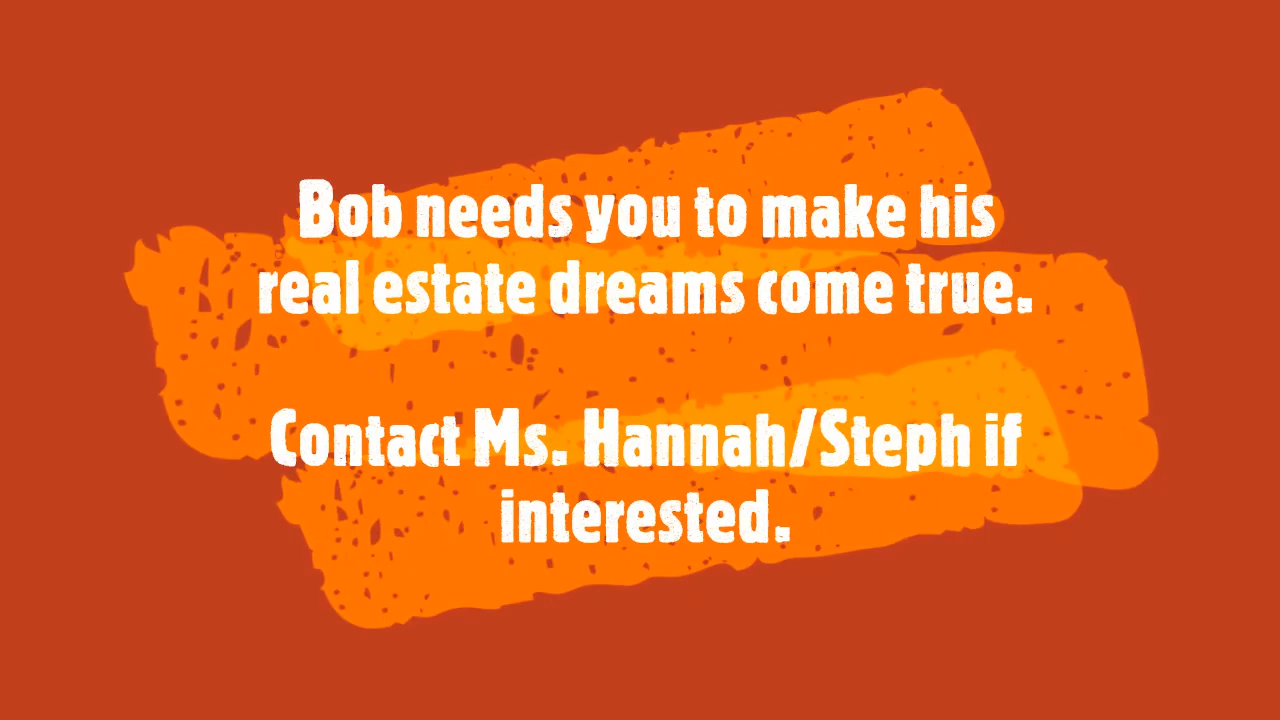 Bob needs you to make his
real estate dreams come true.
Contact Ms. Hannah/Steph if
interested.